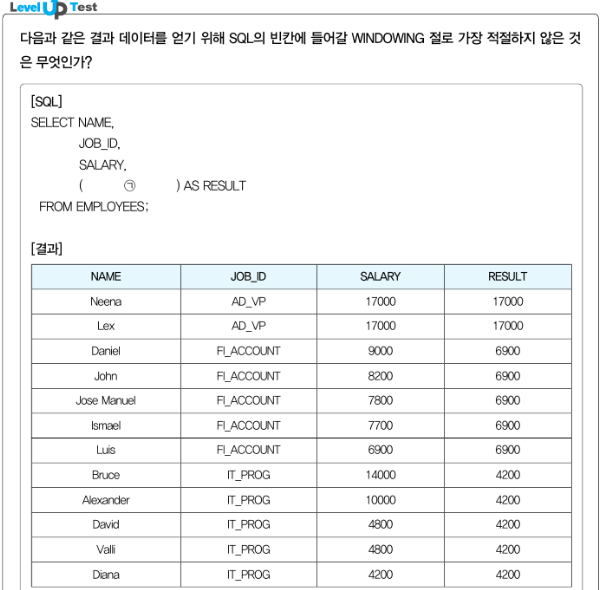 Level Up Test
다음과 같은 결과 데이터를 얻기 위해 SQL의 빈칸에 들어갈 WINDOWING 절로 가장 적절하지 않은 것
은 무엇인가?
[SQL]
SELECT NAME,
JOB_ID,
SALARY,
( ㉠ ) AS RESULT
FROM EMPLOYEES;
[결과]
NAME JOB_ID SALARY RESULT
Neena AD_VP 17000 17000
Lex AD_VP 17000 17000
Daniel FI_ACCOUNT 9000 6900
John FI_ACCOUNT 8200 6900
Jose Manuel FI_ACCOUNT 7800 6900
Ismael FI_ACCOUNT 7700 6900
Luis FI_ACCOUNT 6900 6900
Bruce IT_PROG 14000 4200
Alexander IT_PROG 10000 4200
David IT_PROG 4800 4200
Valli IT_PROG 4800 4200
Diana IT_PROG 4200 4200